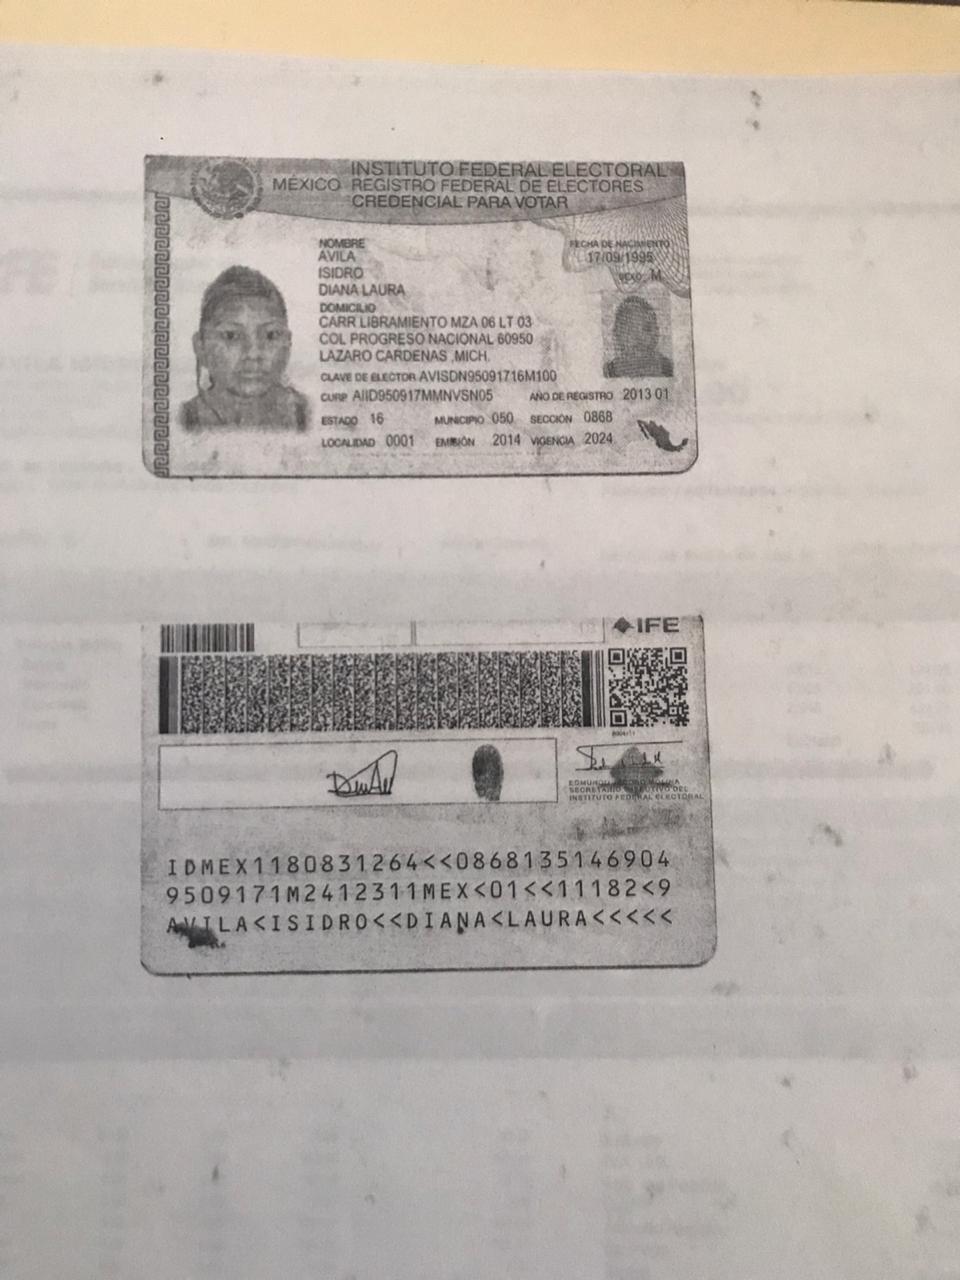 INSTITUTO FEDERAL ELECTORAL
MÉXICO REGISTRO FEDERAL DE ELECTORES
CREDENCIAL PARA VOTAR
NOMBRE
AVILA
ISIDRO
DIANA LAURA
FECHA DE NACIMIENTO
17/09/1995
SEXO M
DOMICILIO
CARR LIBRAMIENTO MZA 06 LT 03
COL PROGRESO NACIONAL 60950
LAZARO CARDENAS ,MICH.
CLAVE DE ELECTOR AVISDN95091716M100
CURP AIID950917MMNVSN05 AÑO DE REGISTRO 2013 01
ESTADO 16 MUNICIPIO 050 SECCIÓN 0868
LOCALIDAD 0001 EMISIÓN 2014 VIGENCIA 2024
IFE
EDMUNDO JACOBO MOLINA
SECRETARIO EJECUTIVO DEL
INSTITUTO FEDERAL ELECTORAL
IDMEX1180831264<<0868135146904
9509171M2412311MEX<01<<11182<9
AVILA<ISIDRO<<DIANA<LAURA<<<<<